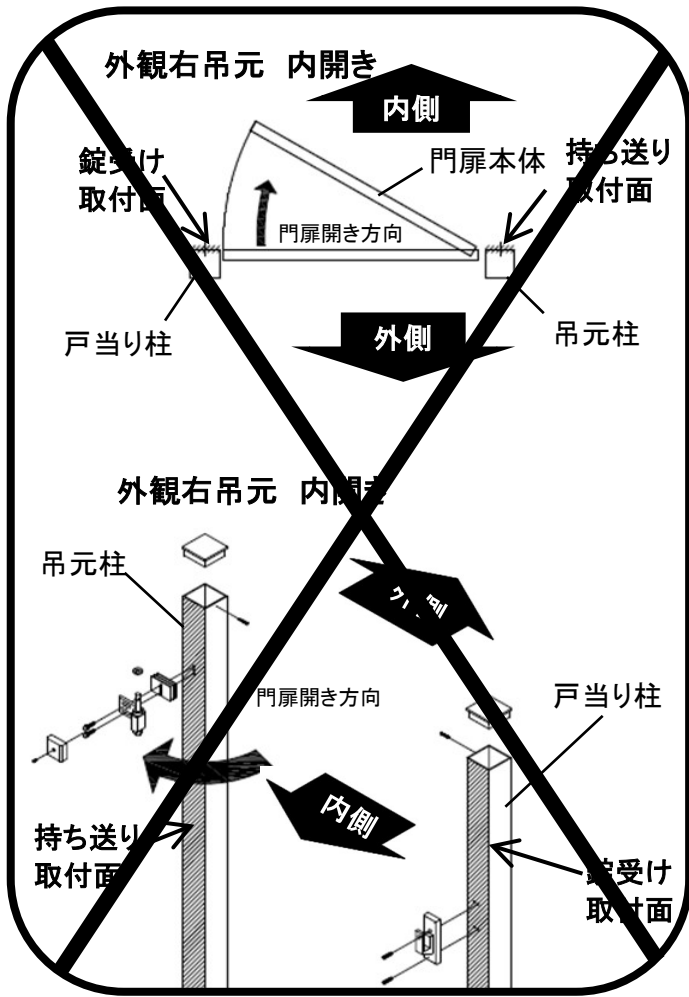 外観右吊元 内開き
内側
錠受け
取付面
門扉本体
持ち送り
取付面
門扉開き方向
戸当り柱
外側
吊元柱
外観右吊元 内開き
吊元柱
外側
門扉開き方向
戸当り柱
内側
持ち送り
取付面
錠受け
取付面